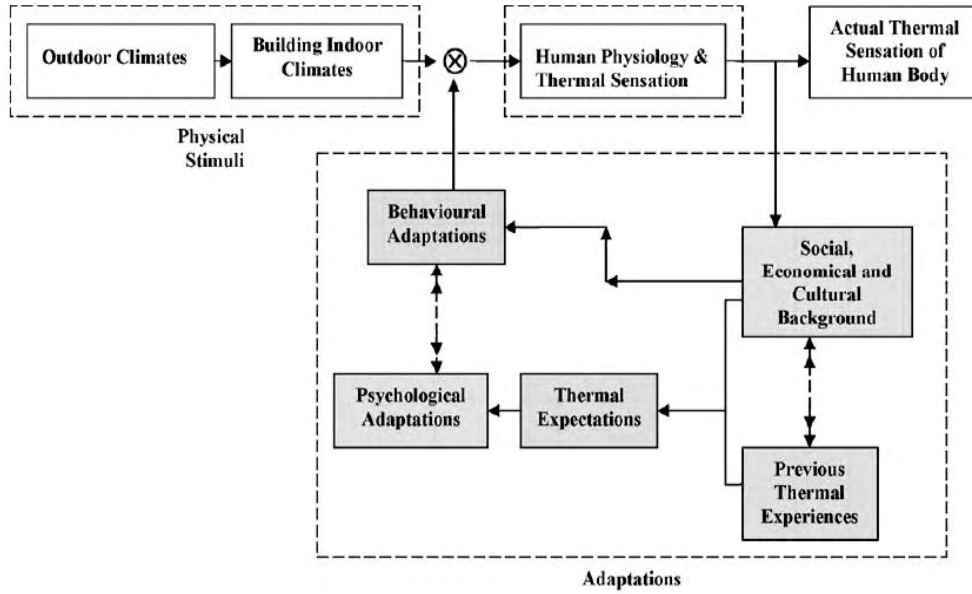 Outdoor Climates
Building Indoor
Climates
Human Physiology &
Thermal Sensation
Actual Thermal
Sensation of
Human Body
Physical
Stimuli
Behavioural
Adaptations
Social,
Economical and
Cultural
Background
Psychological
Adaptations
Thermal
Expectations
Previous
Thermal
Experiences
Adaptations